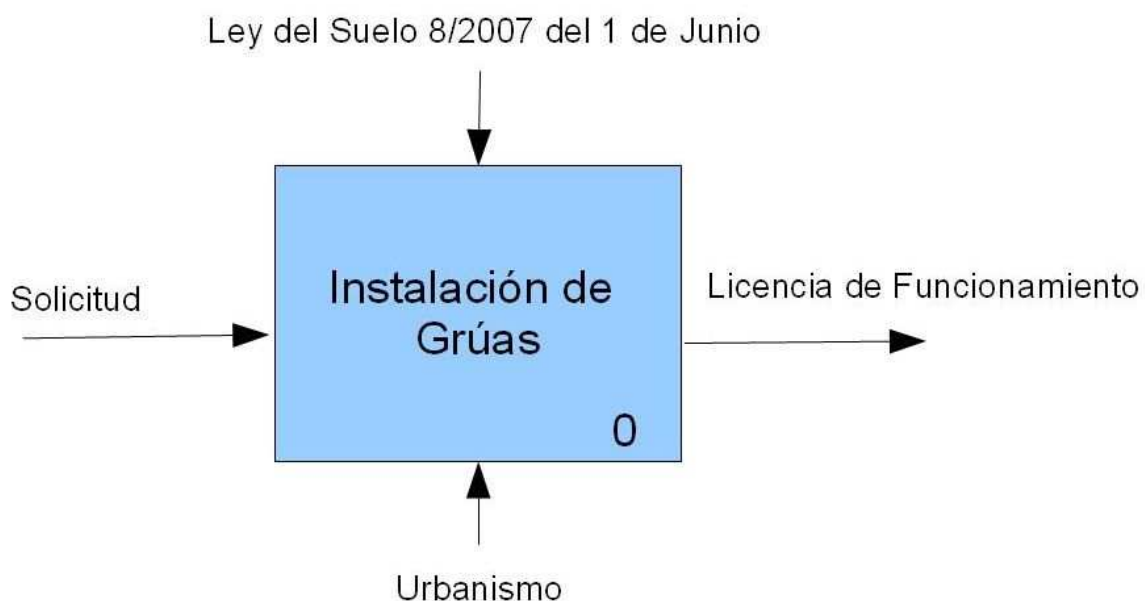 Ley del Suelo 8/2007 del 1 de Junio
Solicitud
Instalación de
Grúas
0
Licencia de Funcionamiento
Urbanismo